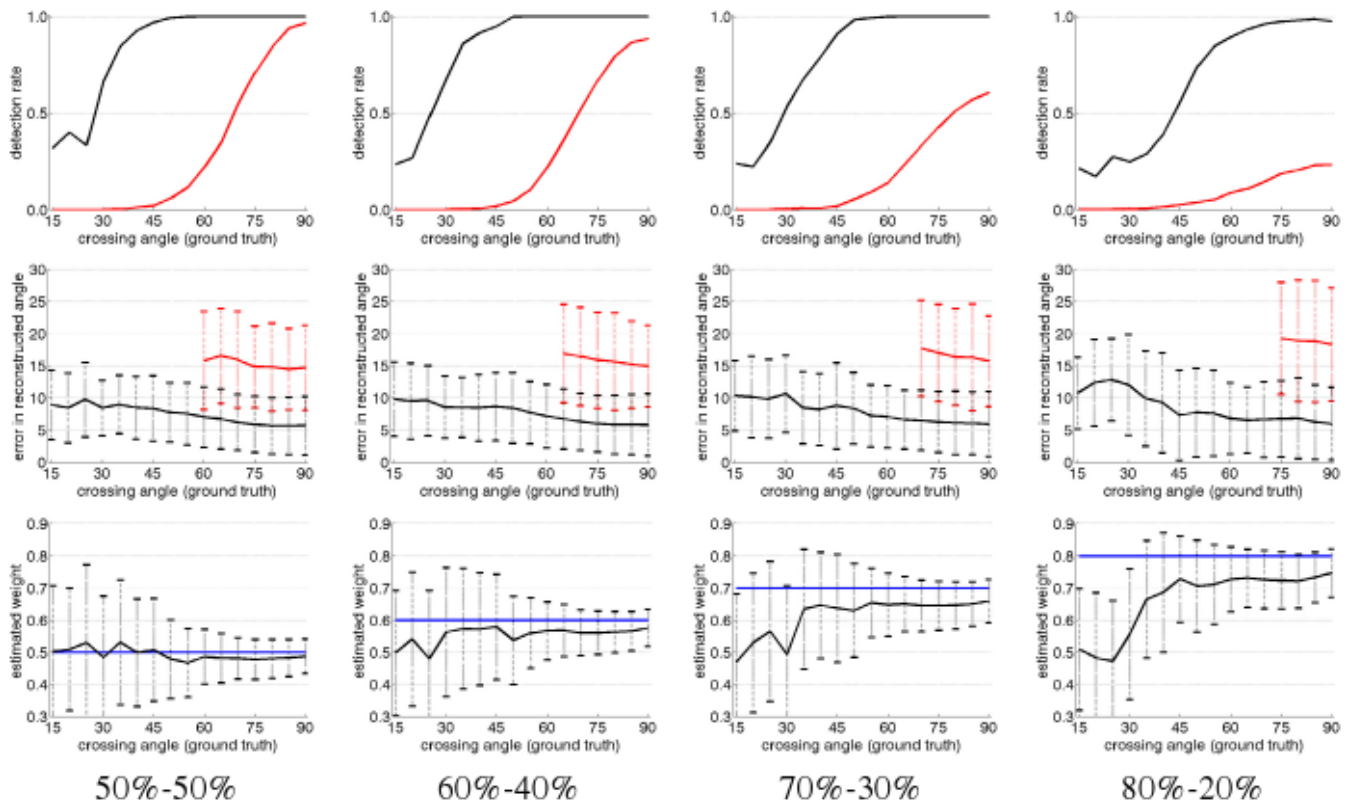 1.0 1.0 1.0 1.0
detection rate detection rate detection rate detection rate
0.5 0.5 0.5 0.5
0.0 0.0 0.0 0.0
15 30 45 60 75 90 15 30 45 60 75 90 15 30 45 60 75 90 15 30 45 60 75 90
crossing angle (ground truth) crossing angle (ground truth) crossing angle (ground truth) crossing angle (ground truth)
30 30 30 30
25 25 25 25
20 20 20 20
error in reconstructed angle error in reconstructed angle error in reconstructed angle error in reconstructed angle
15 15 15 15
10 10 10 10
5 5 5 5
0 0 0 0
15 30 45 60 75 90 15 30 45 60 75 90 15 30 45 60 75 90 15 30 45 60 75 90
crossing angle (ground truth) crossing angle (ground truth) crossing angle (ground truth) crossing angle (ground truth)
0.9 0.9 0.9 0.9
0.8 0.8 0.8 0.8
0.7 0.7 0.7 0.7
estimated weight estimated weight estimated weight estimated weight
0.6 0.6 0.6 0.6
0.5 0.5 0.5 0.5
0.4 0.4 0.4 0.4
0.3 0.3 0.3 0.3
15 30 45 60 75 90 15 30 45 60 75 90 15 30 45 60 75 90 15 30 45 60 75 90
crossing angle (ground truth) crossing angle (ground truth) crossing angle (ground truth) crossing angle (ground truth)
50%-50% 60%-40% 70%-30% 80%-20%